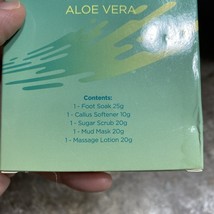 ALOE VERA
Contents:
1 - Foot Soak 25g
1 - Callus Softener 10g
1 - Sugar Scrub 20g
1 - Mud Mask 20g
1 - Massage Lotion 20g